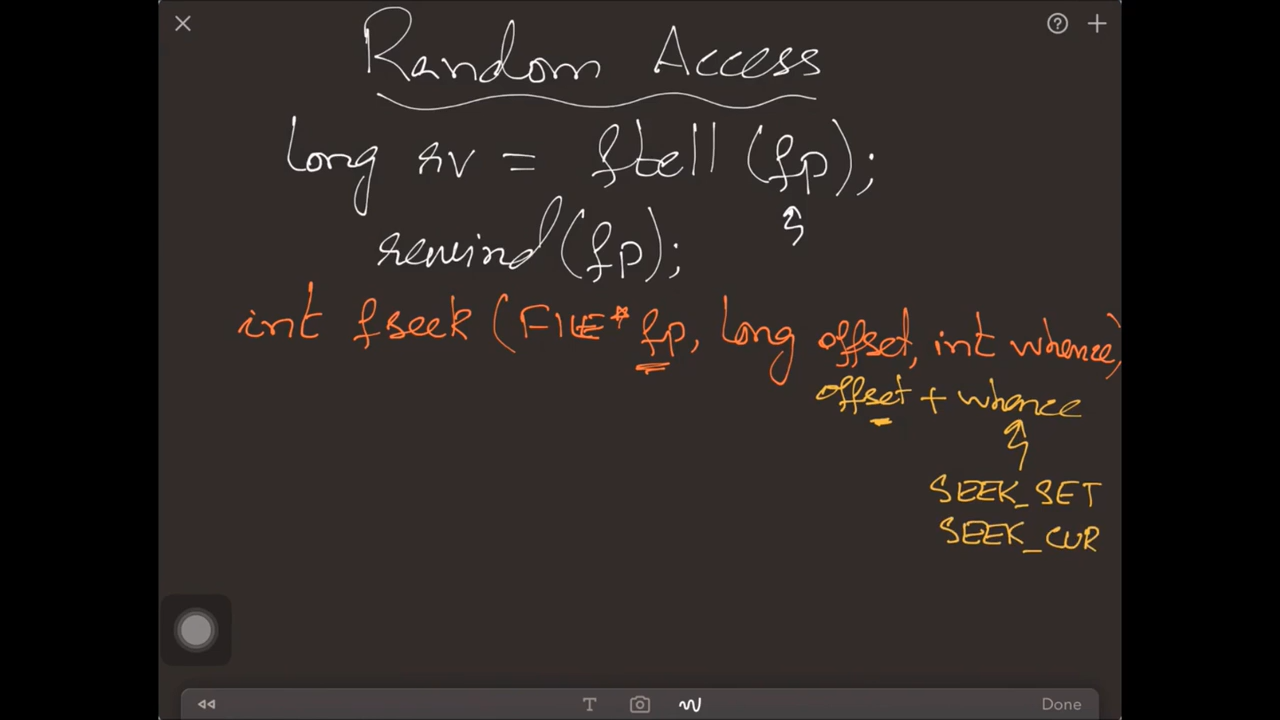 Random Access
long rv = ftell (fp);
rewind(fp);
int fseek (FILE* fp, long offset, int whence)
offset + whence
SEEK_SET
SEEK_CUR
T
Done